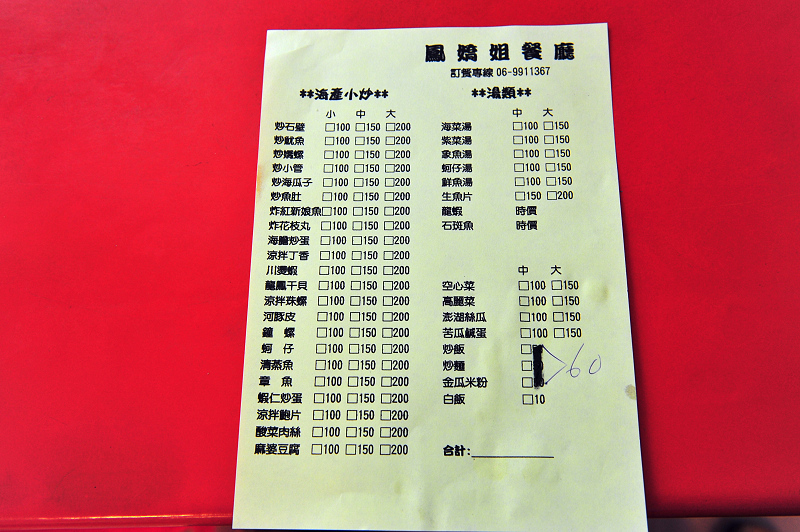 鳳嬌姐餐廳
訂餐專線 06-9911367
**海產小炒**
小 中 大
炒石璧 □100 □150 □200
炒魷魚 □100 □150 □200
炒嬌螺 □100 □150 □200
炒小管 □100 □150 □200
炒海瓜子 □100 □150 □200
炒魚肚 □100 □150 □200
炸紅新娘魚 □100 □150 □200
炸花枝丸 □100 □150 □200
海膽炒蛋 □100 □150 □200
涼拌丁香 □100 □150 □200
川燙蝦 □100 □150 □200
龍鳳干貝 □100 □150 □200
涼拌珠螺 □100 □150 □200
河豚皮 □100 □150 □200
鐘 螺 □100 □150 □200
蚵 仔 □100 □150 □200
清蒸魚 □100 □150 □200
章 魚 □100 □150 □200
蝦仁炒蛋 □100 □150 □200
涼拌鮑片 □100 □150 □200
酸菜肉絲 □100 □150 □200
麻婆豆腐 □100 □150 □200
**湯類**
中 大
海菜湯 □100 □150
紫菜湯 □100 □150
象魚湯 □100 □150
蚵仔湯 □100 □150
鮮魚湯 □100 □150
生魚片 □150 □200
龍蝦 時價
石斑魚 時價
中 大
空心菜 □100 □150
高麗菜 □100 □150
澎湖絲瓜 □100 □150
苦瓜鹹蛋 □100 □150
炒飯 □
炒麵 □ 60
金瓜米粉 □
白飯 □10
合計: